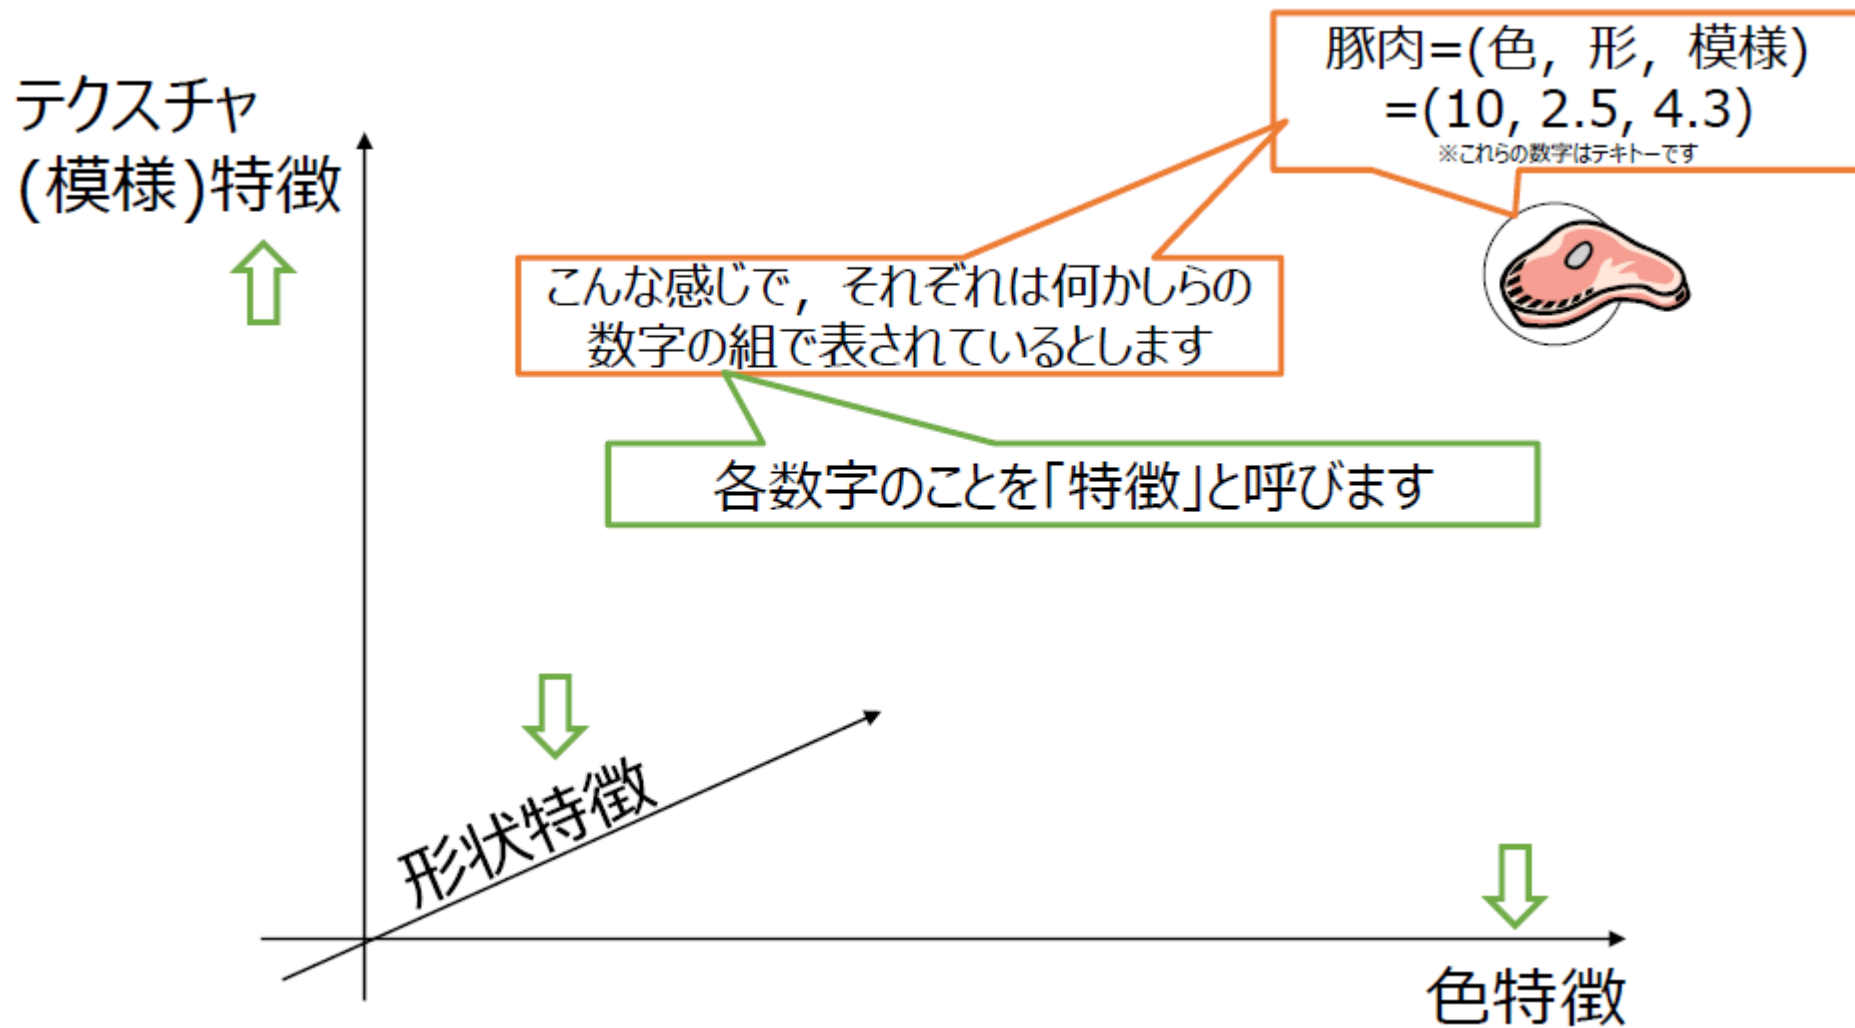 豚肉=(色, 形, 模様)
=(10, 2.5, 4.3)
※これらの数字はテキトーです
テクスチャ
(模様)特徴
こんな感じで, それぞれは何かしらの
数字の組で表されているとします
各数字のことを「特徴」と呼びます
形状特徴
色特徴